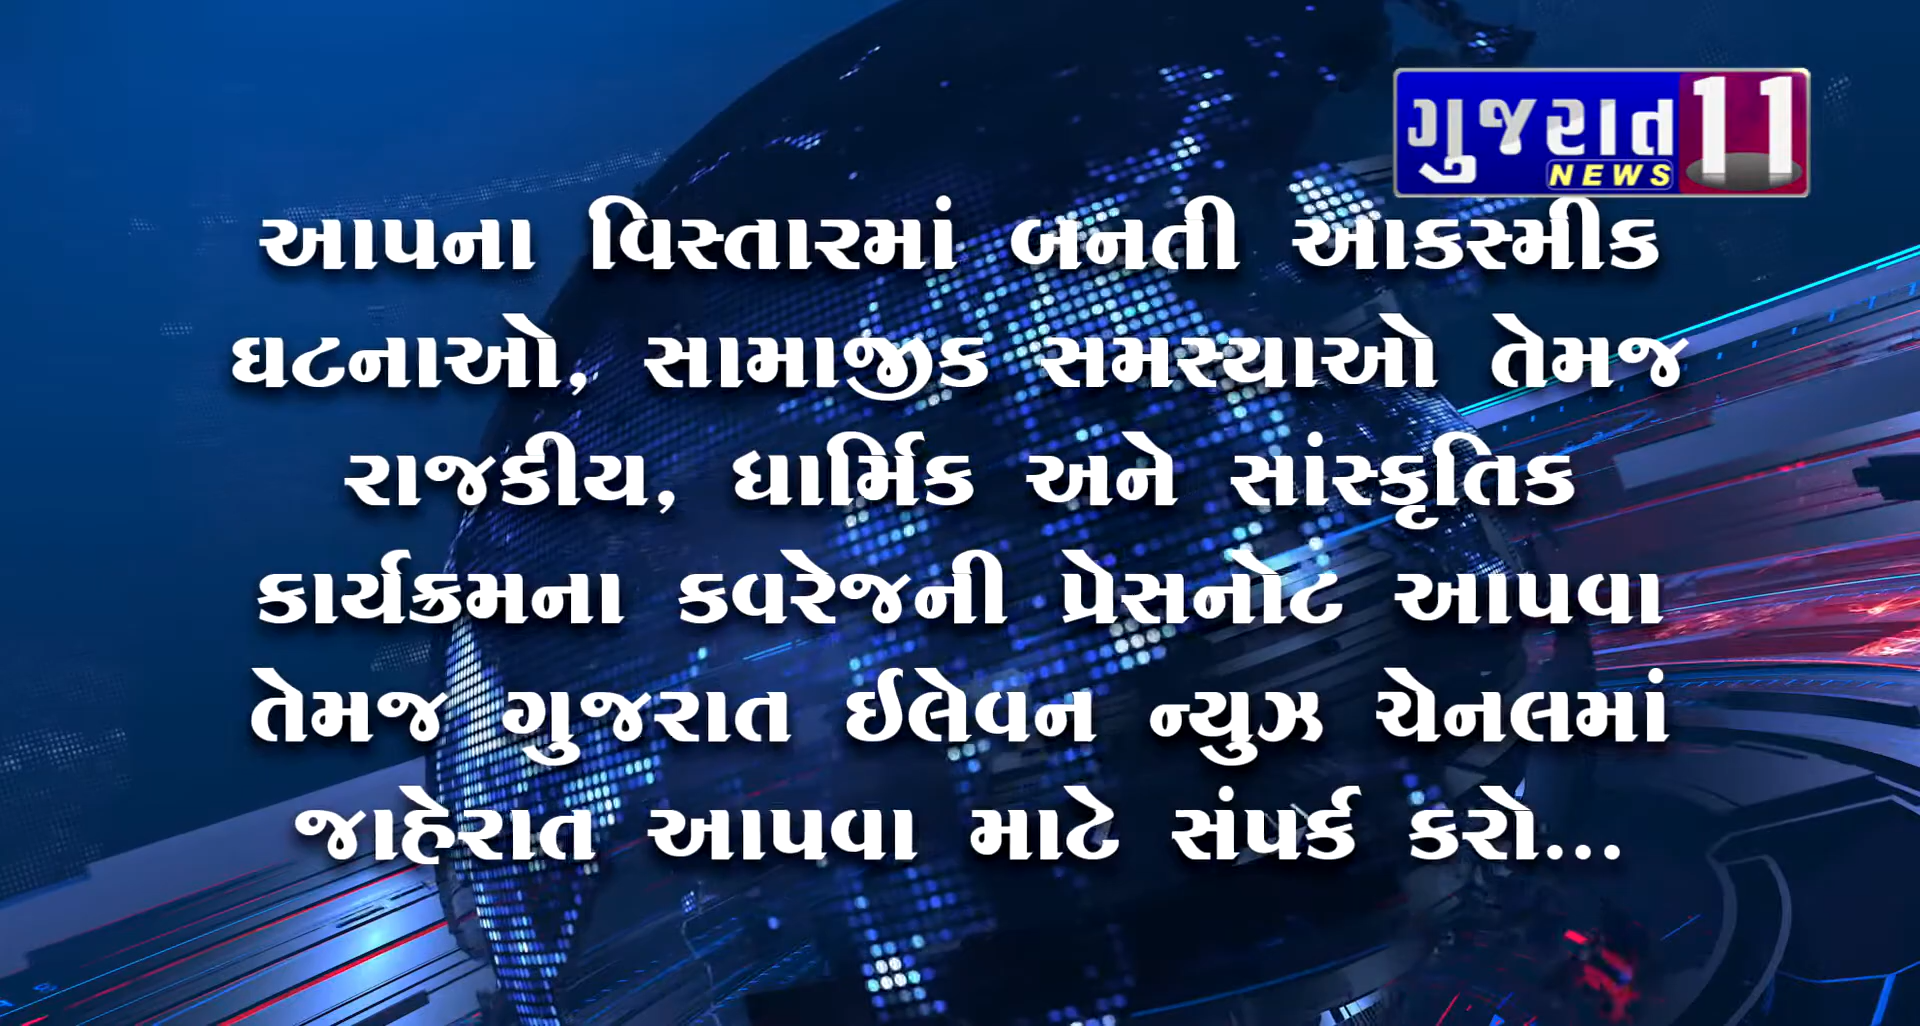 ગુજરાત 11
NEWS
આપના વિસ્તારમાં બનતી આકસ્મીક
ઘટનાઓ, સામાજીક સમસ્યાઓ તેમજ
રાજકીય, ધાર્મિક અને સાંસ્કૃતિક
કાર્યક્રમના કવરેજની પ્રેસનોટ આપવા
તેમજ ગુજરાત ઈલેવન ન્યુઝ ચેનલમાં
જાહેરાત આપવા માટે સંપર્ક કરો...